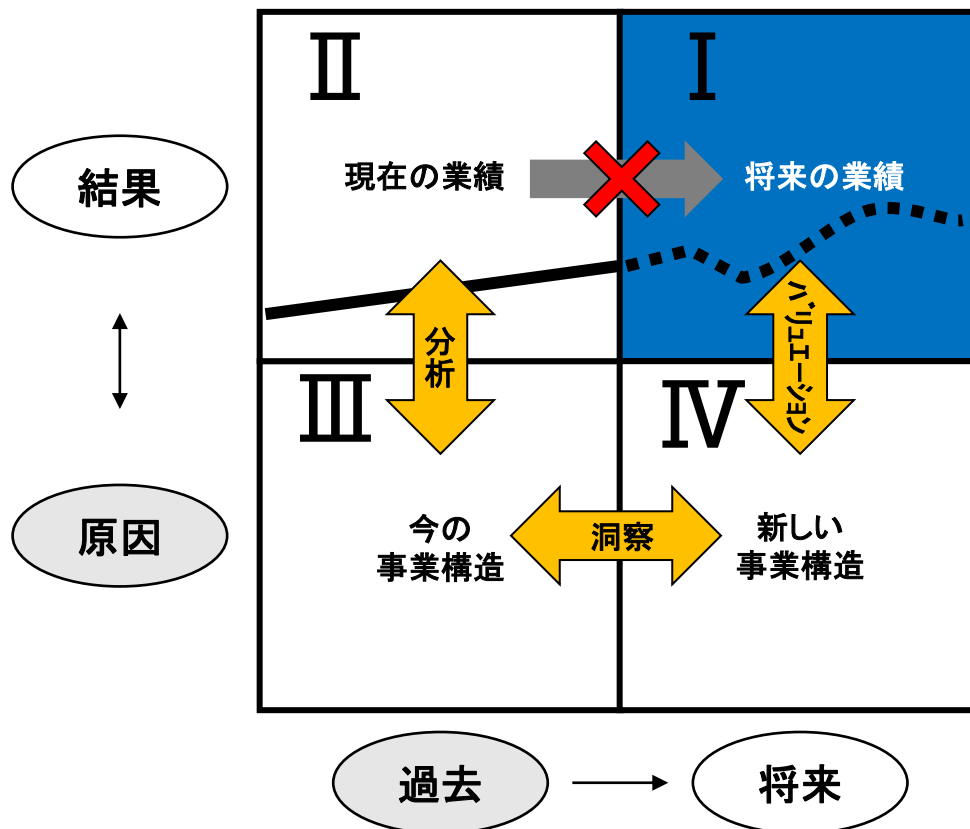 Ⅱ
Ⅰ
結果
現在の業績
将来の業績
分析
バリュエーション
Ⅲ
Ⅳ
原因
今の
事業構造
洞察
新しい
事業構造
過去
将来